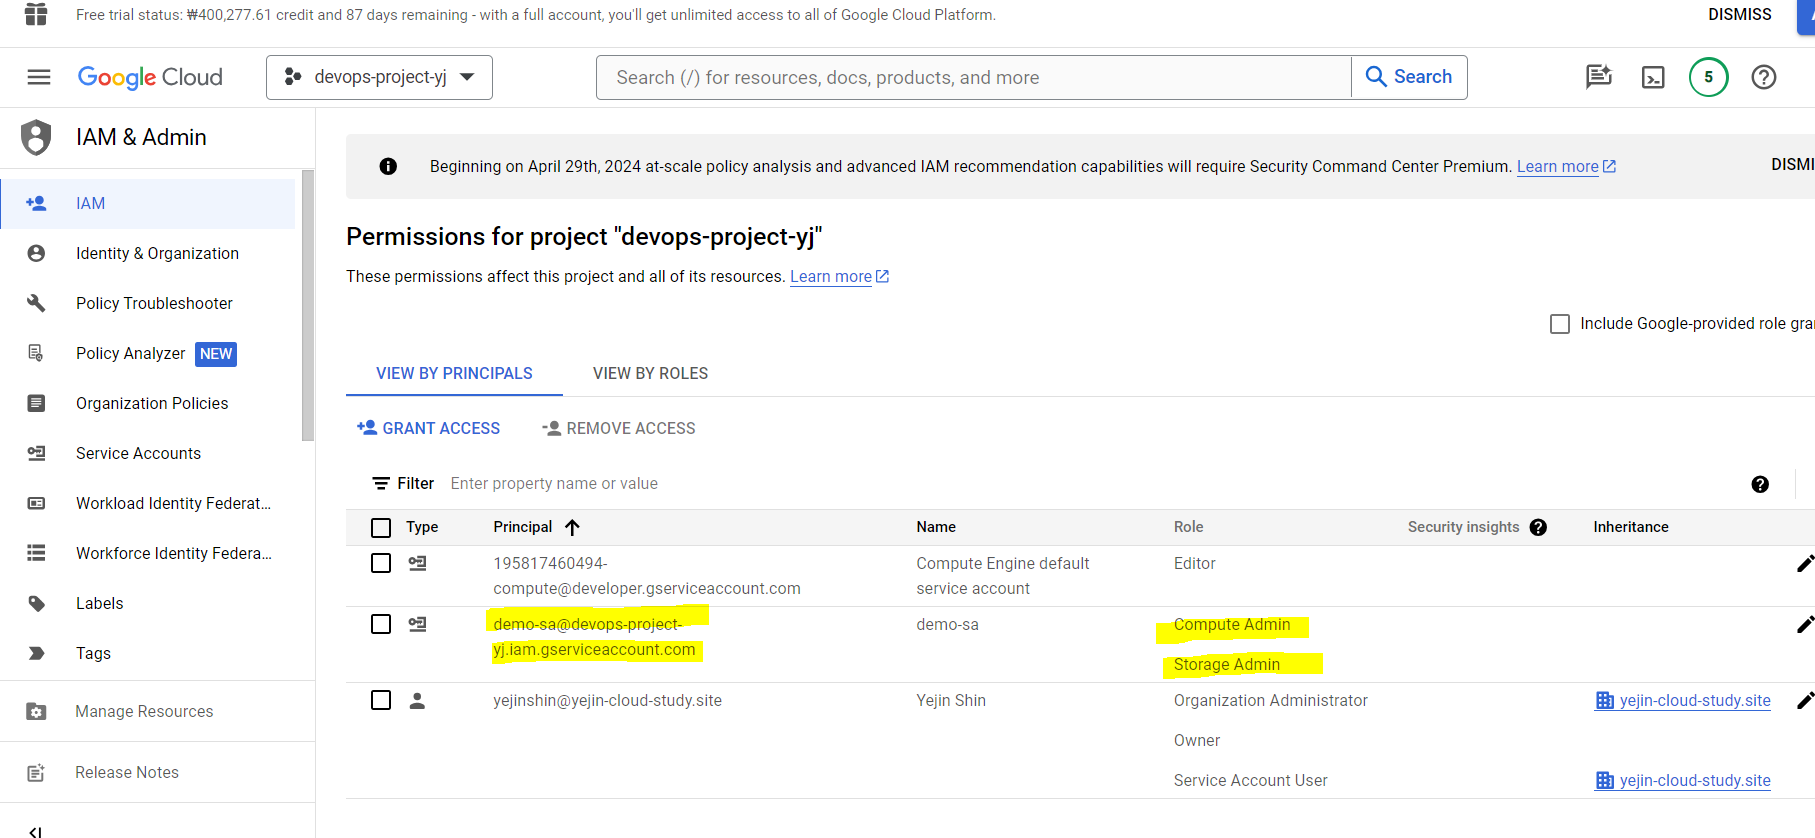 Free trial status: ₩400,277.61 credit and 87 days remaining - with a full account, you'll get unlimited access to all of Google Cloud Platform.
DISMISS
Google Cloud
devops-project-yj
Search (/) for resources, docs, products, and more
Search
5
IAM & Admin
IAM
Identity & Organization
Policy Troubleshooter
Policy Analyzer NEW
Organization Policies
Service Accounts
Workload Identity Federat...
Workforce Identity Federa...
Labels
Tags
Manage Resources
Release Notes
Beginning on April 29th, 2024 at-scale policy analysis and advanced IAM recommendation capabilities will require Security Command Center Premium. Learn more
DISMI
Permissions for project "devops-project-yj"
These permissions affect this project and all of its resources. Learn more
Include Google-provided role gra
VIEW BY PRINCIPALS
VIEW BY ROLES
GRANT ACCESS
REMOVE ACCESS
Filter Enter property name or value
Type Principal Name Role Security insights Inheritance
195817460494-
compute@developer.gserviceaccount.com
Compute Engine default
service account
Editor
demo-sa@devops-project-
yj.iam.gserviceaccount.com
demo-sa
Compute Admin
Storage Admin
yejinshin@yejin-cloud-study.site
Yejin Shin
Organization Administrator
yejin-cloud-study.site
Owner
Service Account User
yejin-cloud-study.site